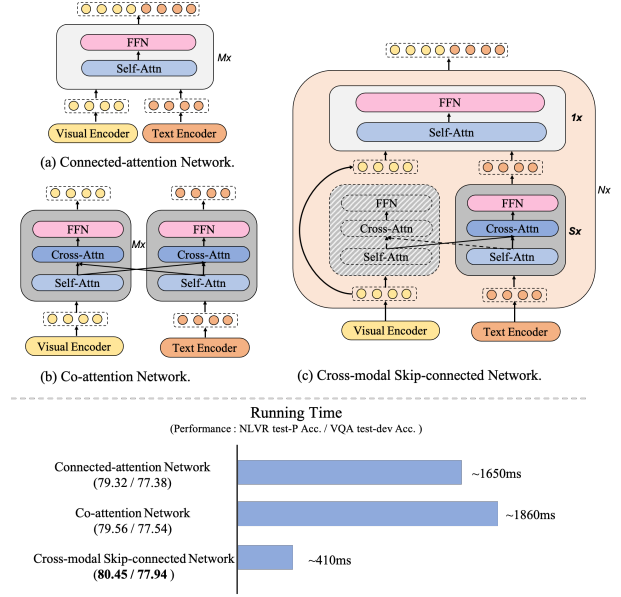 FFN
Self-Attn
Mx
Visual Encoder
Text Encoder
(a) Connected-attention Network.
FFN
Cross-Attn
Self-Attn
Mx
FFN
Cross-Attn
Self-Attn
Visual Encoder
Text Encoder
(b) Co-attention Network.
FFN
Self-Attn
1x
FFN
Cross-Attn
Self-Attn
FFN
Cross-Attn
Self-Attn
Sx
Nx
Visual Encoder
Text Encoder
(c) Cross-modal Skip-connected Network.
Running Time
(Performance : NLVR test-P Acc. / VQA test-dev Acc. )
Connected-attention Network
(79.32 / 77.38)
~1650ms
Co-attention Network
(79.56 / 77.54)
~1860ms
Cross-modal Skip-connected Network
(80.45 / 77.94 )
~410ms